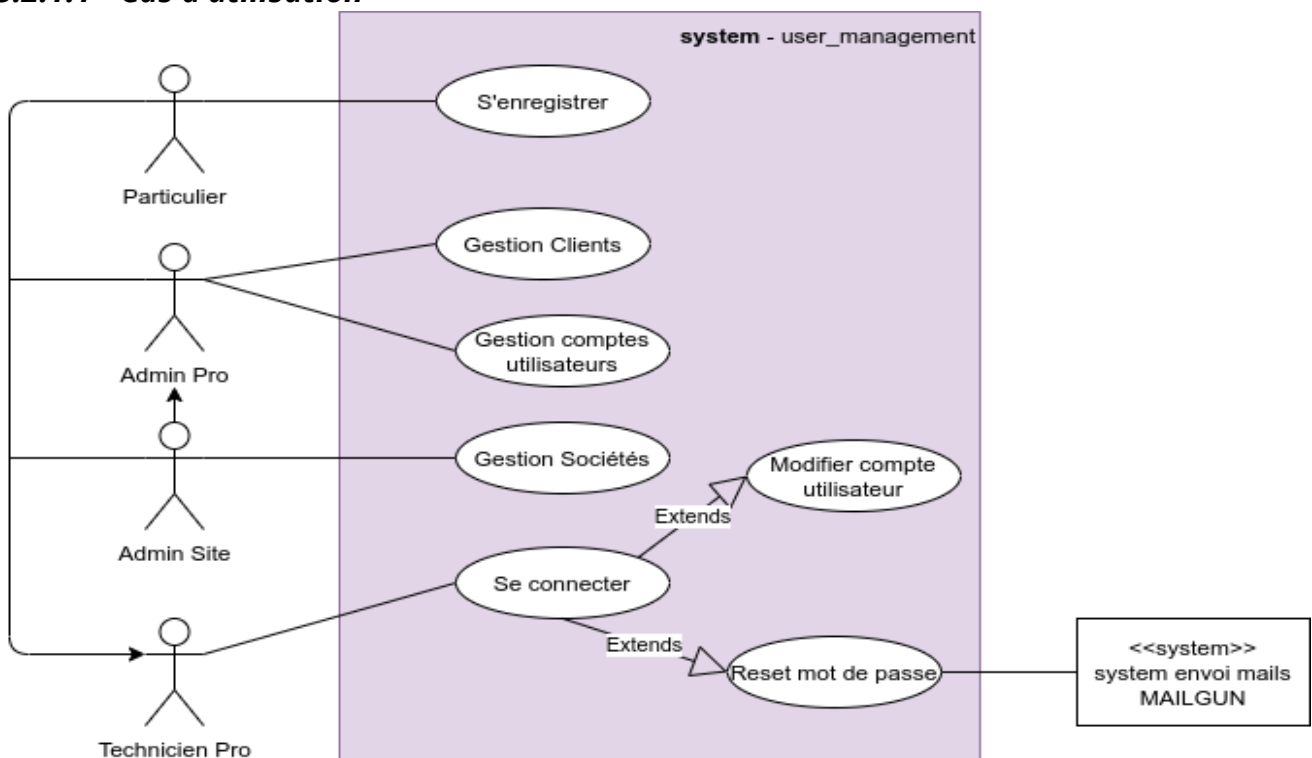 system - user_management
S'enregistrer
Particulier
Gestion Clients
Gestion comptes
utilisateurs
Admin Pro
Gestion Sociétés
Modifier compte
utilisateur
Extends
Admin Site
Se connecter
Extends
Reset mot de passe
<<system>>
system envoi mails
MAILGUN
Technicien Pro